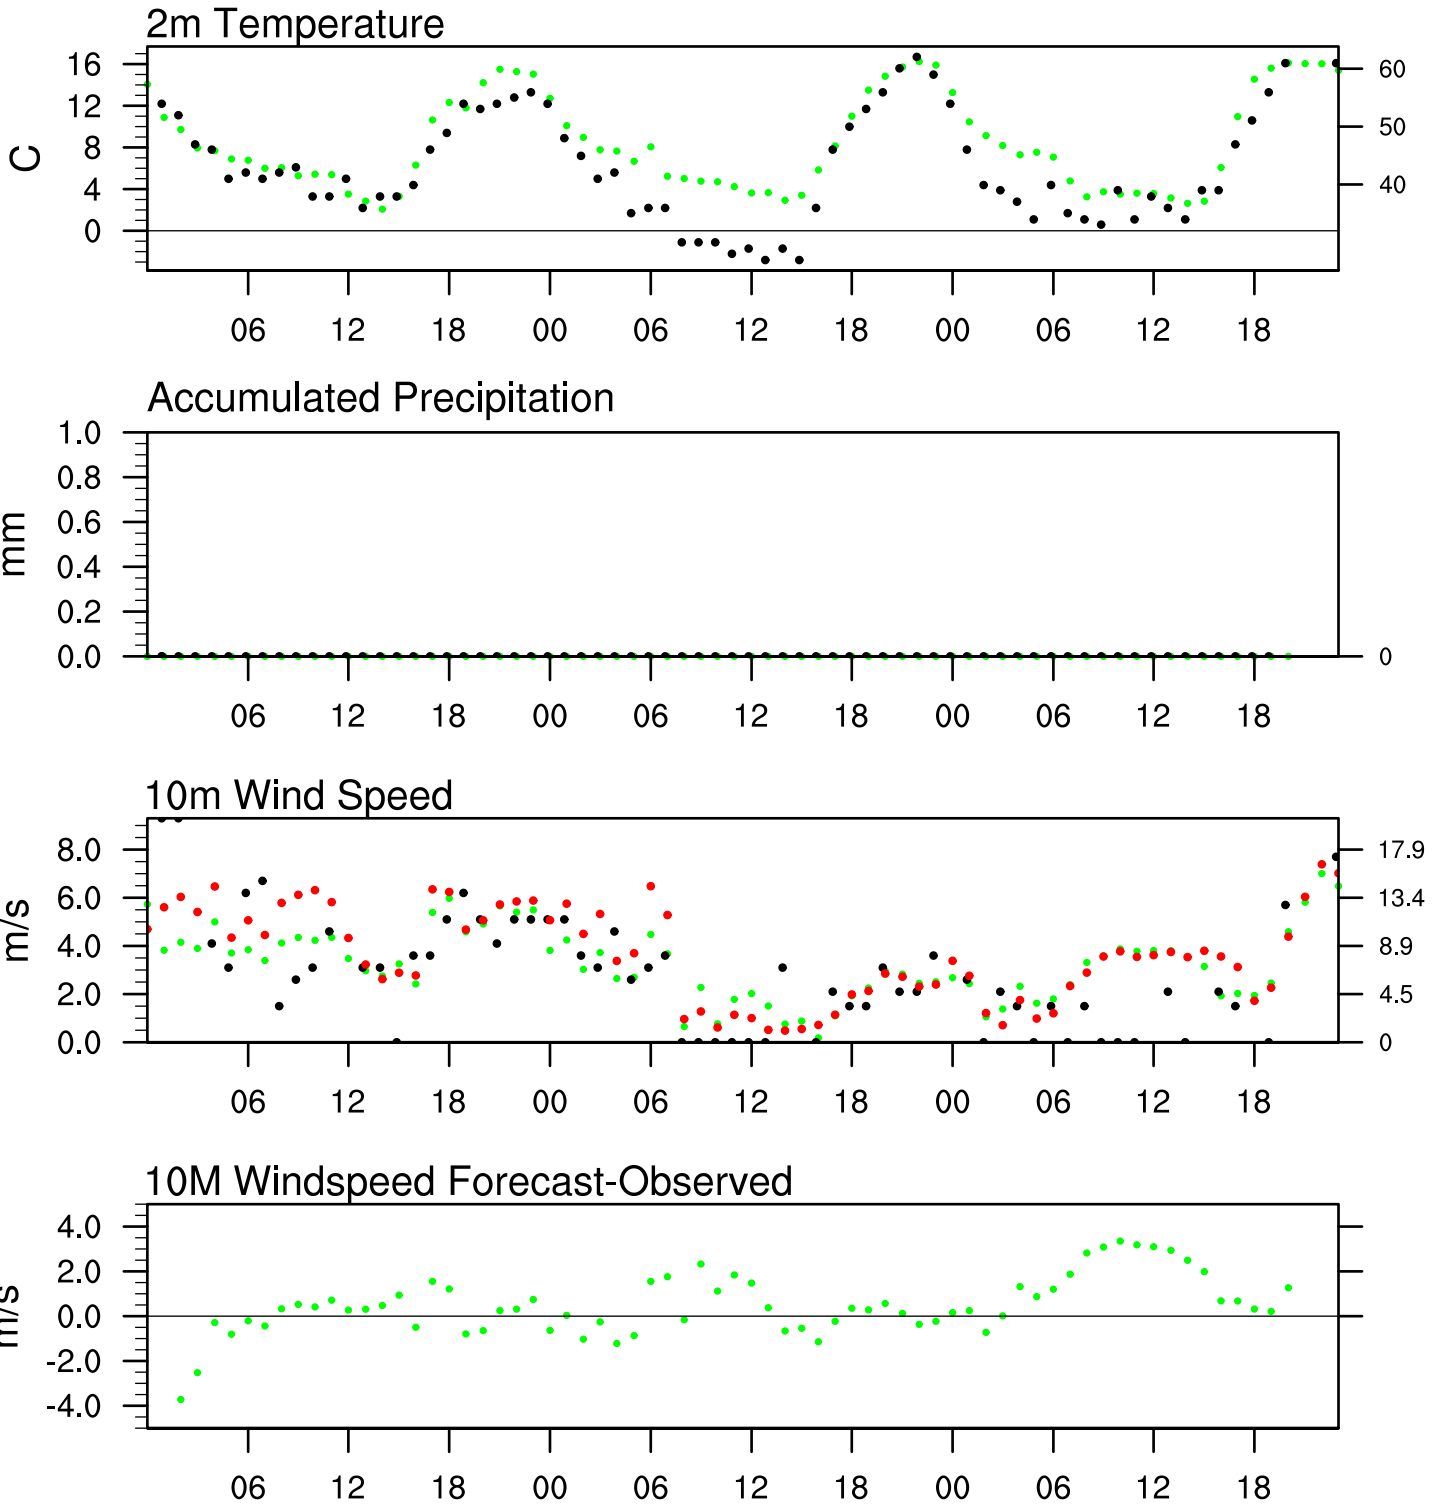 2m Temperature
16
12
8
4
0
C
60
50
40
06 12 18 00 06 12 18 00 06 12 18
Accumulated Precipitation
1.0
0.8
0.6
0.4
0.2
0.0
mm
0
06 12 18 00 06 12 18 00 06 12 18
10m Wind Speed
8.0
6.0
4.0
2.0
0.0
m/s
17.9
13.4
8.9
4.5
0
06 12 18 00 06 12 18 00 06 12 18
10M Windspeed Forecast-Observed
4.0
2.0
0.0
-2.0
-4.0
m/s
06 12 18 00 06 12 18 00 06 12 18